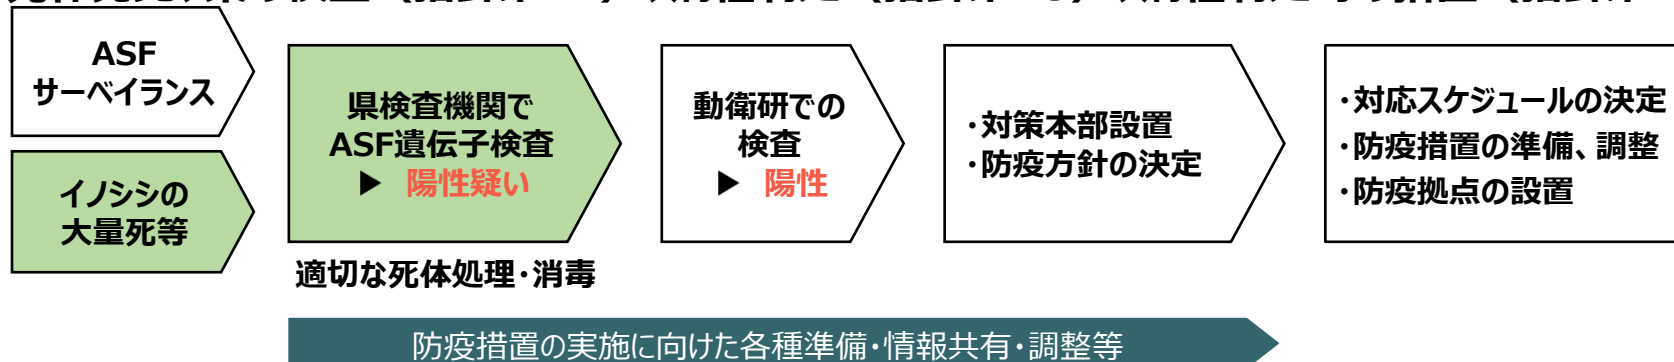 ASF
サーベイランス
イノシシの
大量死等
県検査機関で
ASF遺伝子検査
▶ 陽性疑い
適切な死体処理・消毒
動衛研での
検査
▶ 陽性
・対策本部設置
・防疫方針の決定
・対応スケジュールの決定
・防疫措置の準備、調整
・防疫拠点の設置
防疫措置の実施に向けた各種準備・情報共有・調整等